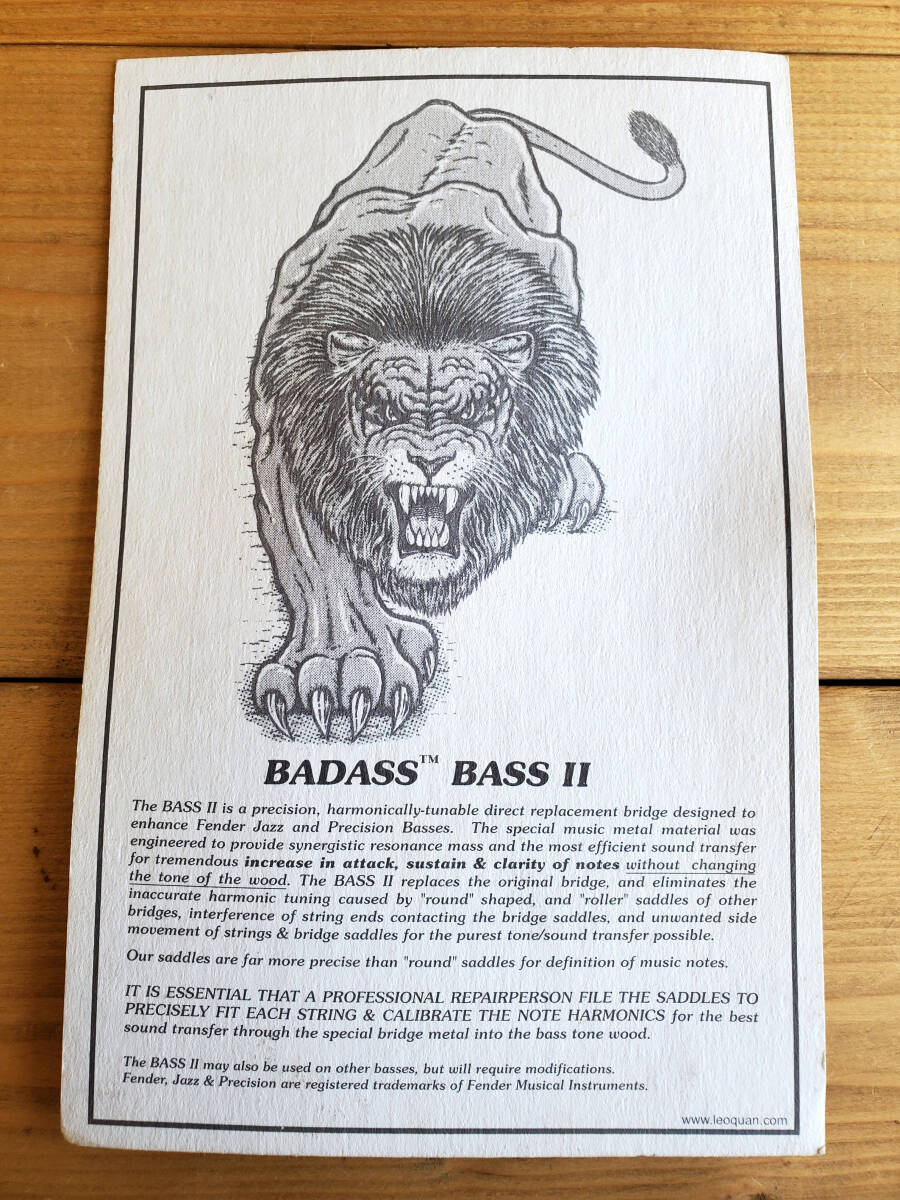 BADASS™ BASS II
The BASS II is a precision, harmonically-tunable direct replacement bridge designed to
enhance Fender Jazz and Precision Basses. The special music metal material was
engineered to provide synergistic resonance mass and the most efficient sound transfer
for tremendous increase in attack, sustain & clarity of notes without changing
the tone of the wood. The BASS II replaces the original bridge, and eliminates the
inaccurate harmonic tuning caused by "round" shaped, and "roller" saddles of other
bridges, interference of string ends contacting the bridge saddles, and unwanted side
movement of strings & bridge saddles for the purest tone/sound transfer possible.
Our saddles are far more precise than "round" saddles for definition of music notes.
IT IS ESSENTIAL THAT A PROFESSIONAL REPAIRPERSON FILE THE SADDLES TO
PRECISELY FIT EACH STRING & CALIBRATE THE NOTE HARMONICS for the best
sound transfer through the special bridge metal into the bass tone wood.
The BASS II may also be used on other basses, but will require modifications.
Fender, Jazz & Precision are registered trademarks of Fender Musical Instruments.
www.leoquan.com